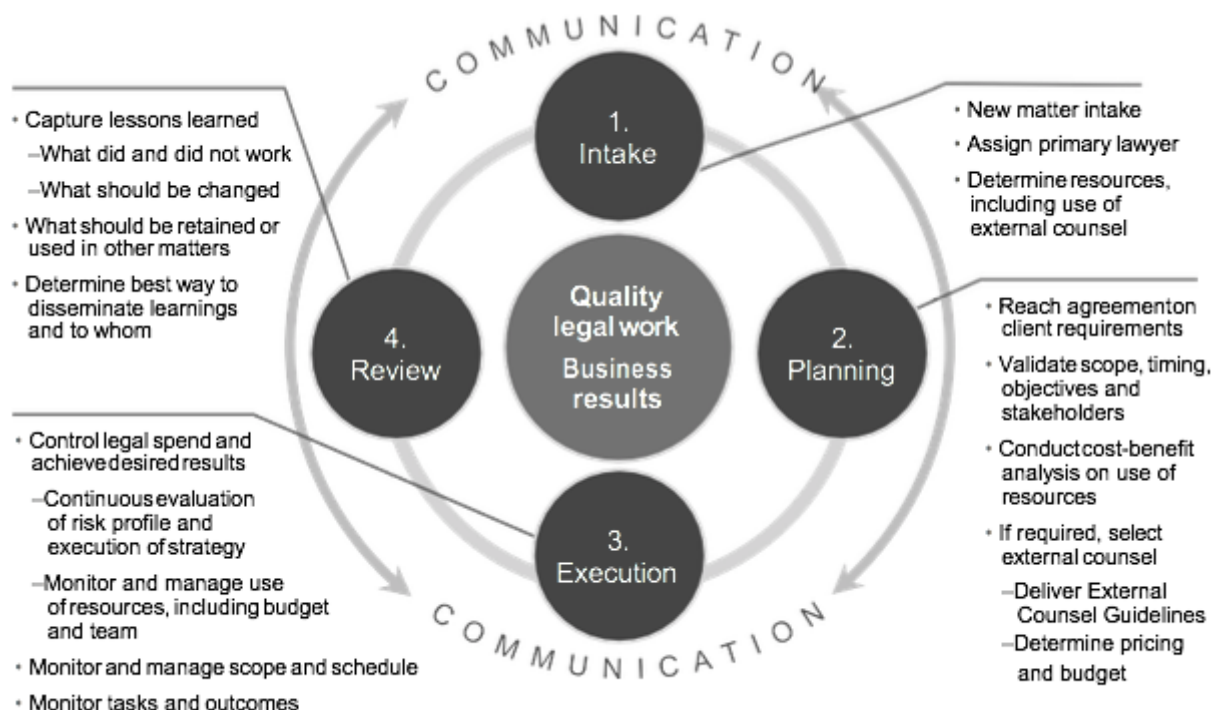 COMMUNICATION
1.
Intake
• New matter intake
• Assign primary lawyer
• Determine resources,
including use of
external counsel
2.
Planning
• Reach agreementon
client requirements
• Validate scope, timing,
objectives and
stakeholders
• Conduct cost-benefit
analysis on use of
resources
• If required, select
external counsel
–Deliver External
Counsel Guidelines
–Determine pricing
and budget
3.
Execution
• Control legal spend and
achieve desired results
–Continuous evaluation
of risk profile and
execution of strategy
–Monitor and manage use
of resources, including budget
and team
• Monitor and manage scope and schedule
• Monitor tasks and outcomes
4.
Review
• Capture lessons learned
–What did and did not work
–What should be changed
• What should be retained or
used in other matters
• Determine best way to
disseminate learnings
and to whom
Quality
legal work
Business
results
COMMUNICATION